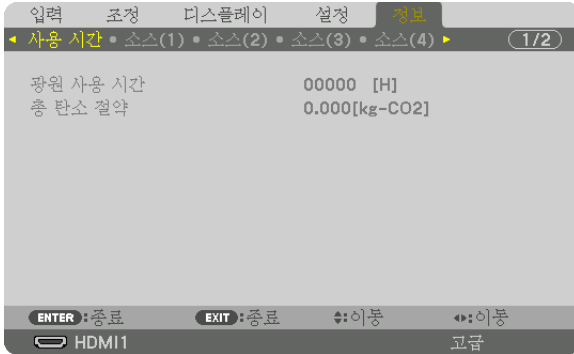 입력 조정 디스플레이 설정 정보
사용 시간 • 소스(1) • 소스(2) • 소스(3) • 소스(4) 1/2
광원 사용 시간 00000 [H]
총 탄소 절약 0.000[kg-CO2]
ENTER :종료 EXIT :종료 :이동 :이동
HDMI1 고급